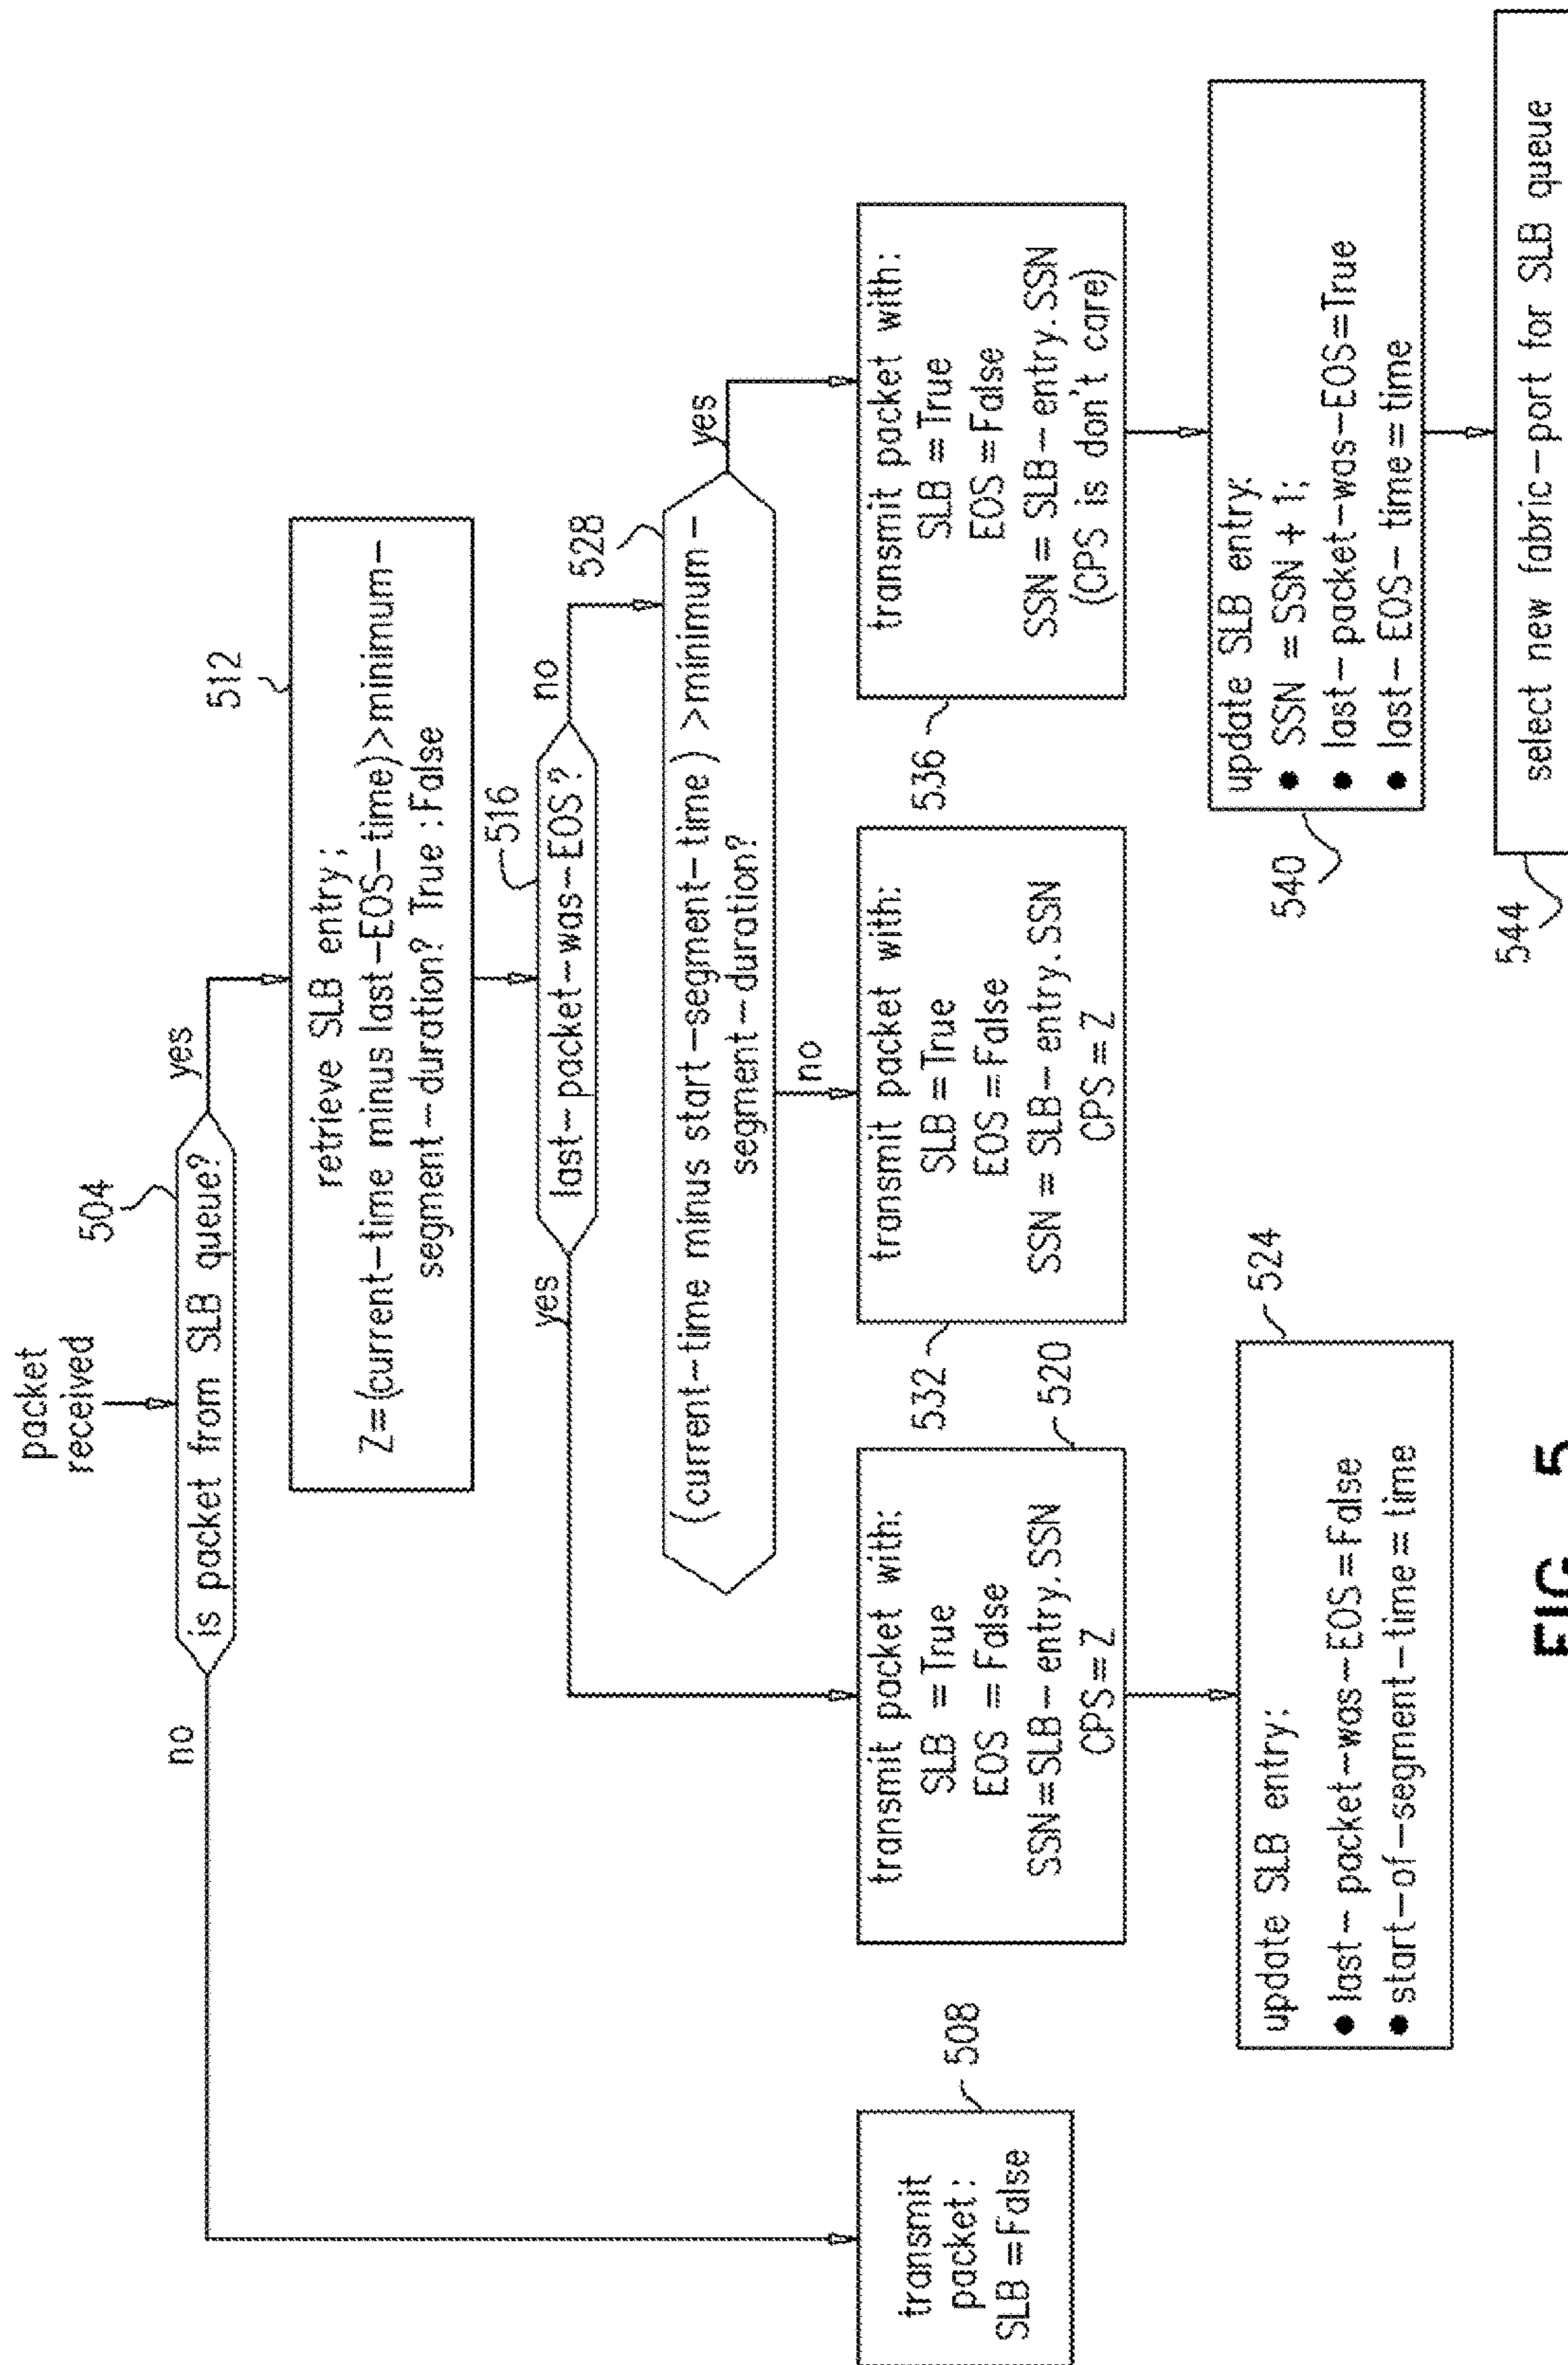 packet
received
504
is packet from SLB queue?
no
yes
512
retrieve SLB entry;
Z=(current-time minus last-EOS-time)>minimum-
segment-duration? True :False
516
last-packet-was-EOS?
yes
no
528
(current-time minus start-segment-time) >minimum-
segment-duration?
no
yes
transmit
packet:
SLB =False
508
transmit packet with:
SLB =True
EOS =False
SSN=SLB-entry.SSN
CPS=Z
520
transmit packet with:
SLB =True
EOS =False
SSN = SLB-entry.SSN
CPS =Z
532
transmit packet with:
SLB =True
EOS =False
SSN = SLB-entry.SSN
(CPS is don't care)
536
update SLB entry;
● last- packet-was-EOS=False
● start-of-segment-time=time
524
update SLB entry.
● SSN =SSN + 1;
● last-packet-was-EOS=True
● last-EOS- time=time
540
select new fabric-port for SLB queue
544
FIG. 5